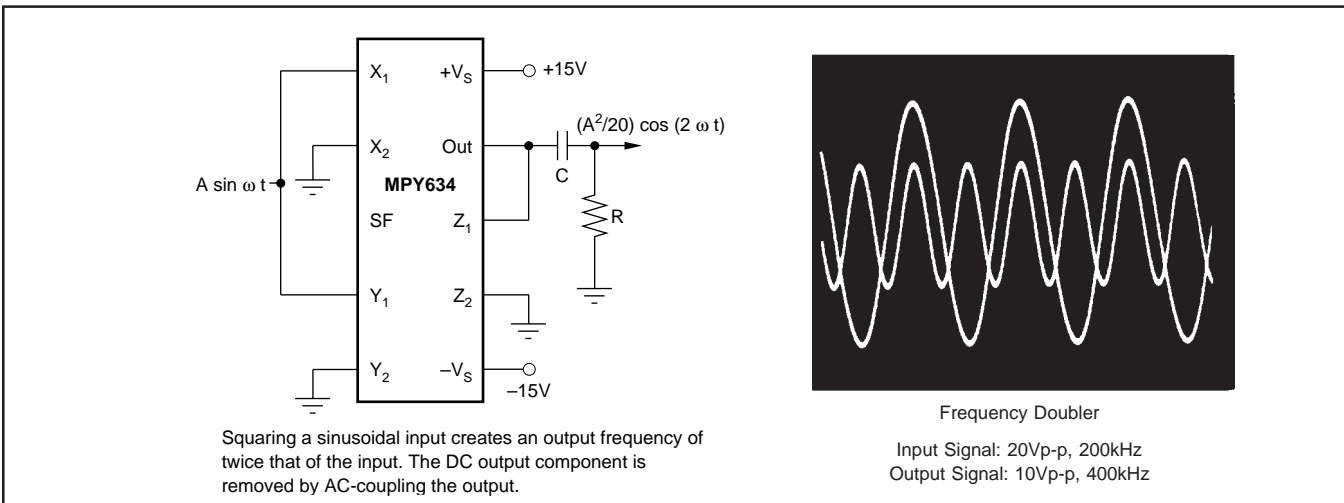 X₁
+V_S
+15V
(A²/20) cos (2 ω t)
X₂
Out
C
A sin ω t
MPY634
SF
Z₁
R
Y₁
Z₂
Y₂
–V_S
–15V
Squaring a sinusoidal input creates an output frequency of
twice that of the input. The DC output component is
removed by AC-coupling the output.
Frequency Doubler
Input Signal: 20Vp-p, 200kHz
Output Signal: 10Vp-p, 400kHz